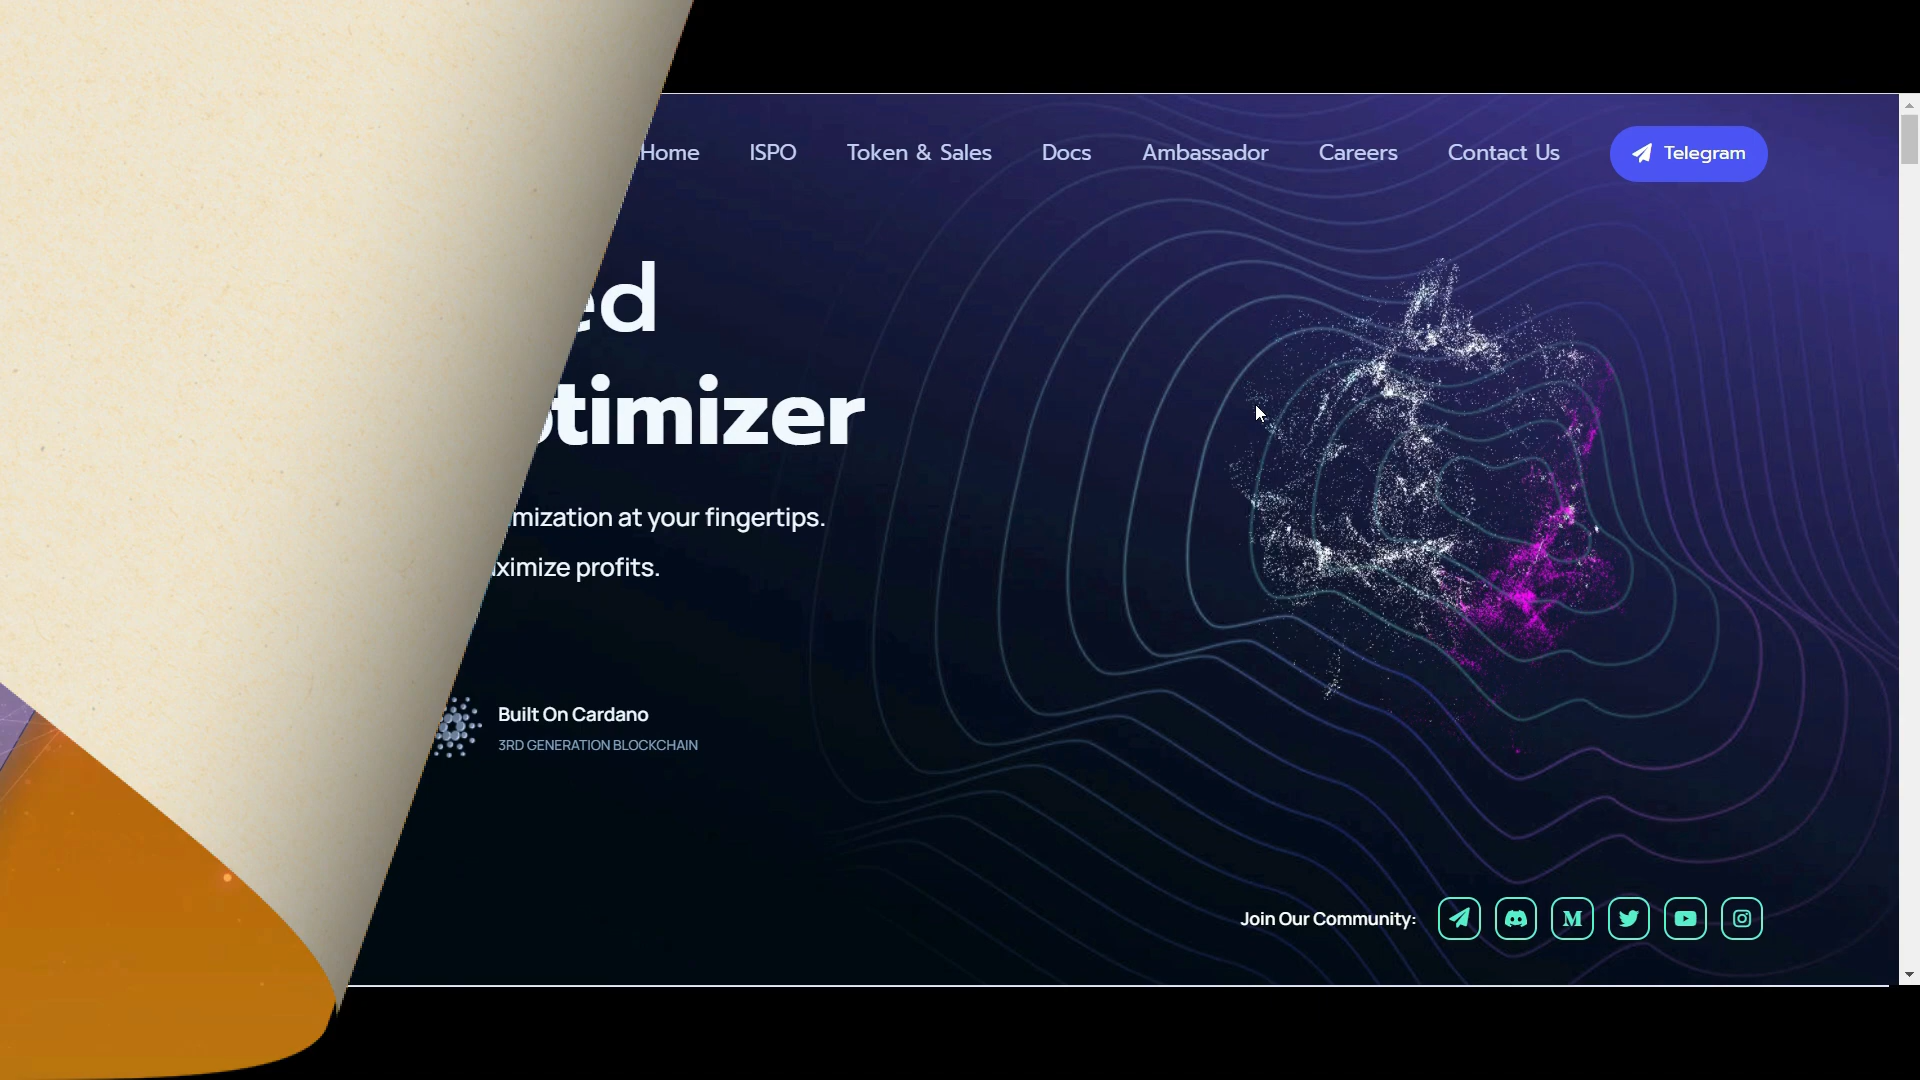 Home ISPO Token & Sales Docs Ambassador Careers Contact Us Telegram
ed
timizer
mization at your fingertips.
ximize profits.
Built On Cardano
3RD GENERATION BLOCKCHAIN
Join Our Community: